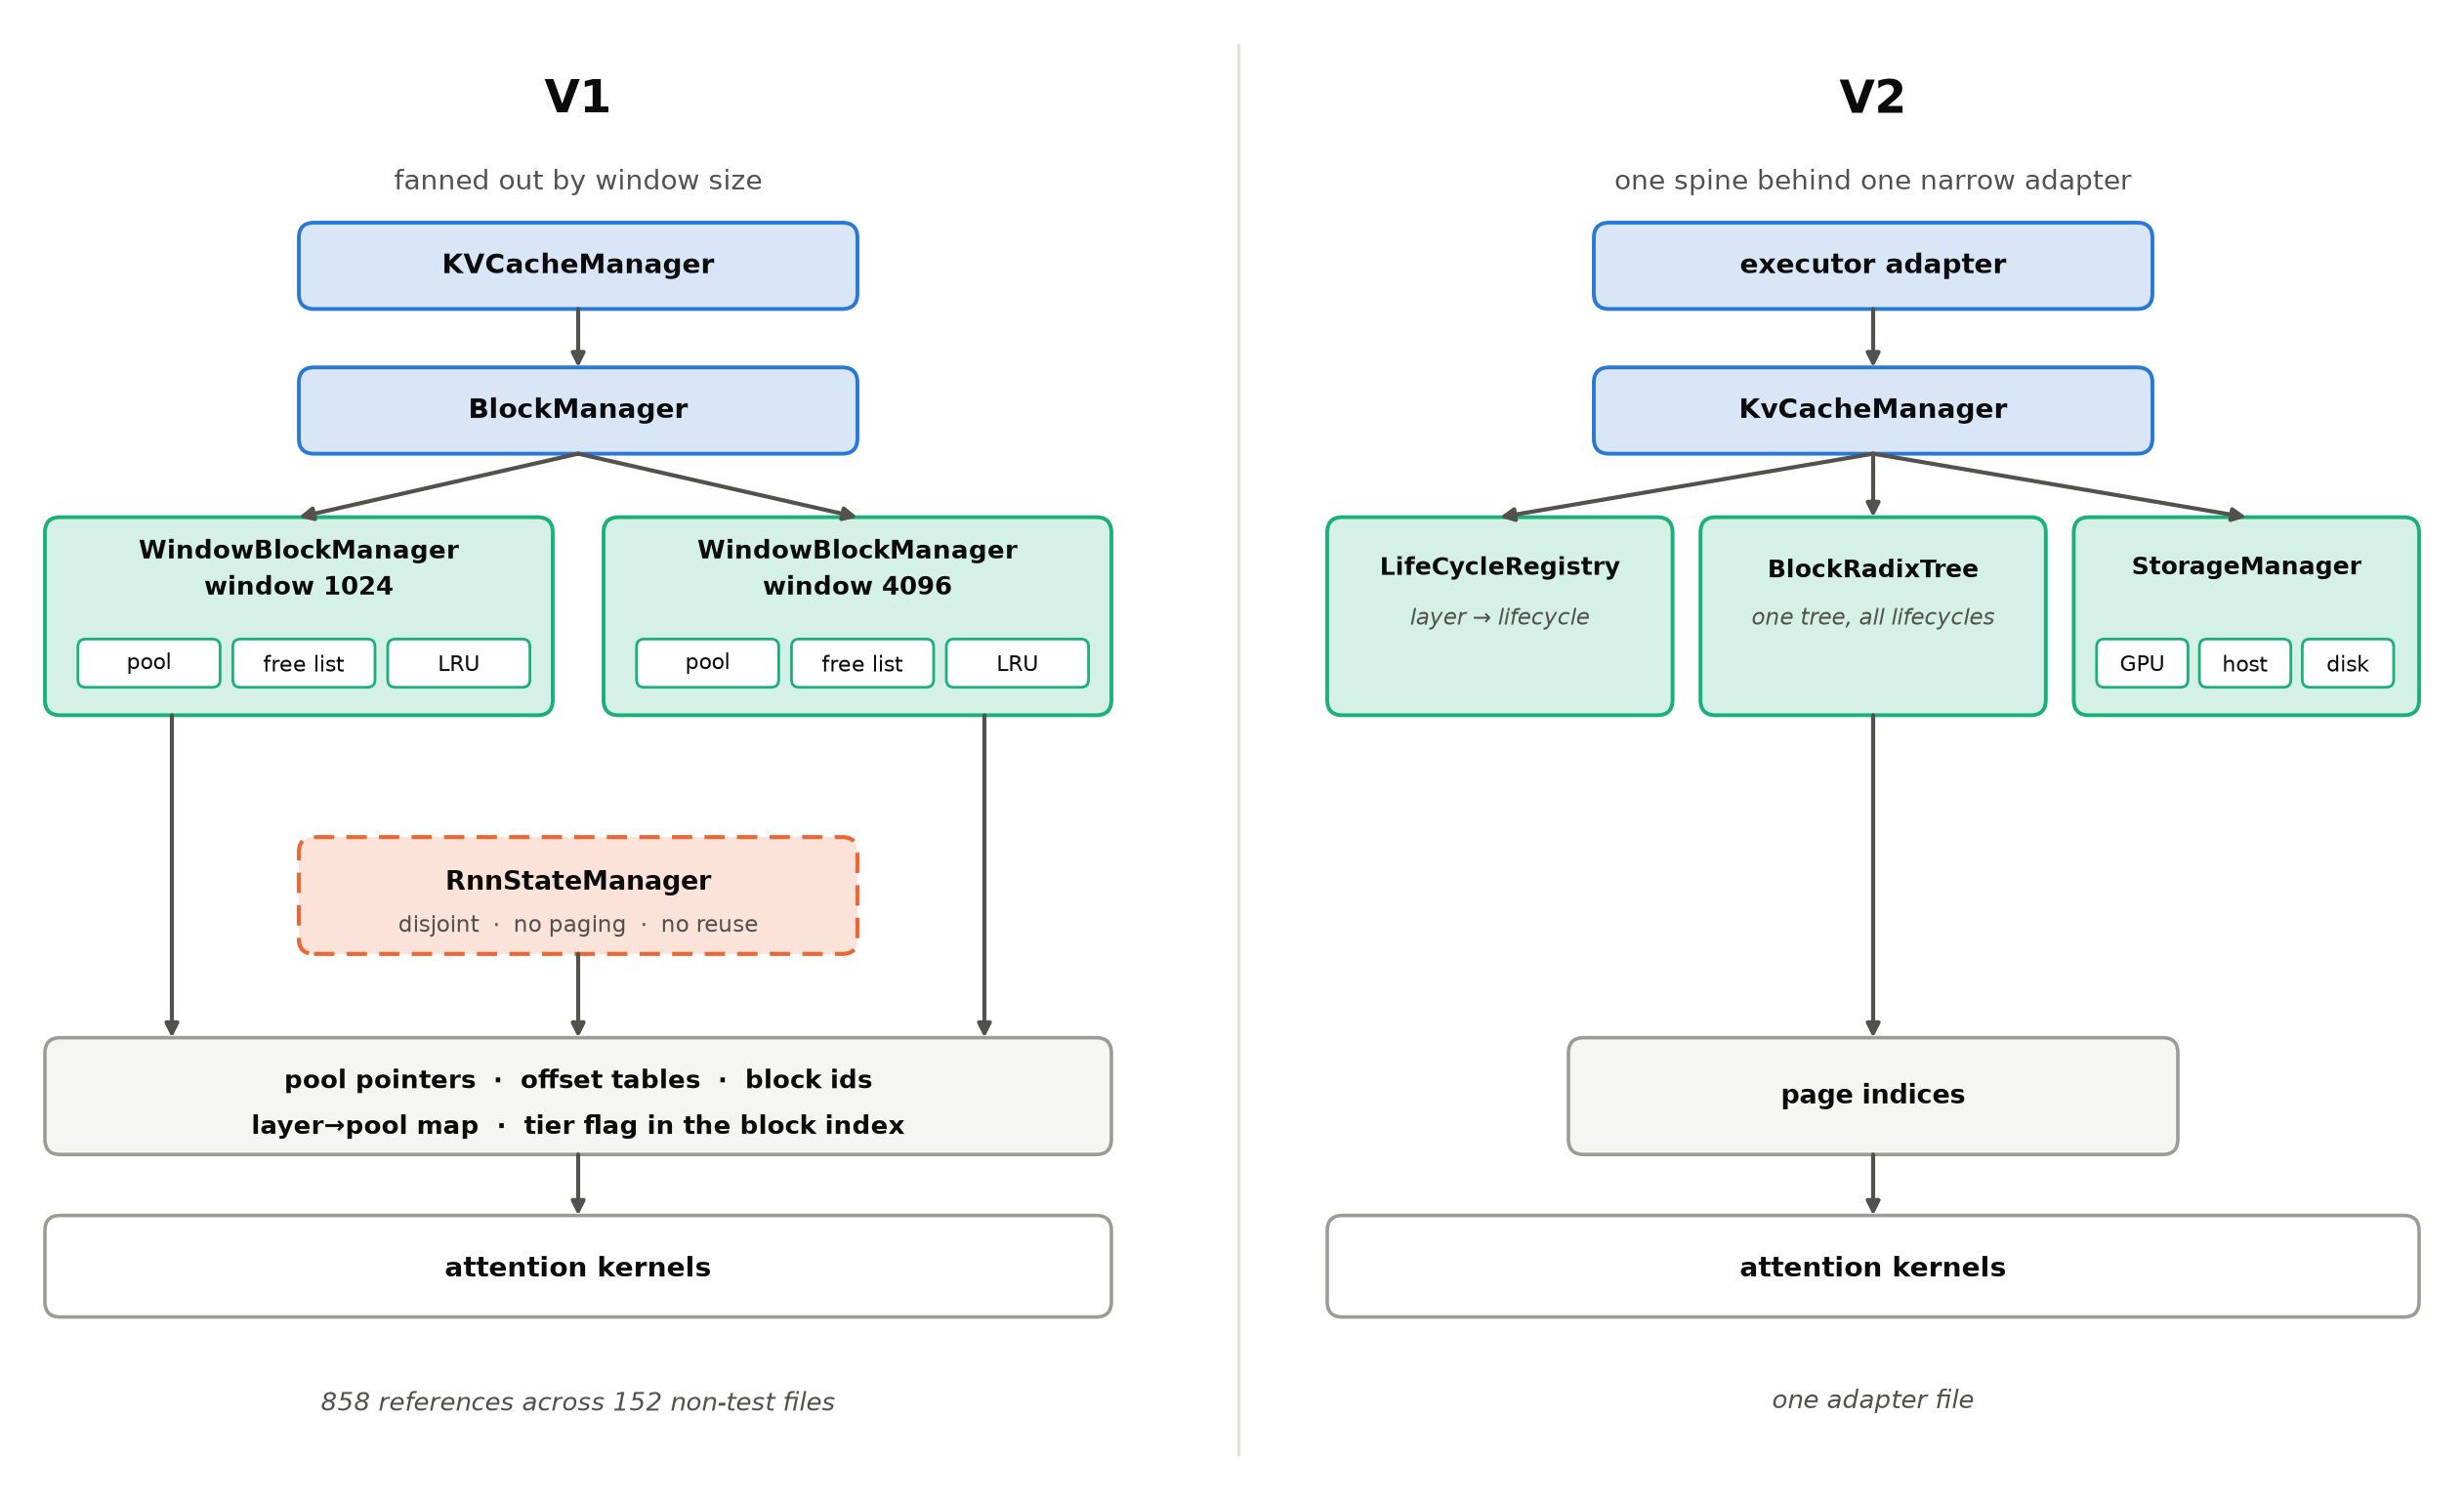 V1
fanned out by window size
KVCacheManager
BlockManager
WindowBlockManager
window 1024
pool
free list
LRU
WindowBlockManager
window 4096
pool
free list
LRU
RnnStateManager
disjoint · no paging · no reuse
pool pointers · offset tables · block ids
layer→pool map · tier flag in the block index
attention kernels
858 references across 152 non-test files
V2
one spine behind one narrow adapter
executor adapter
KvCacheManager
LifeCycleRegistry
layer → lifecycle
BlockRadixTree
one tree, all lifecycles
StorageManager
GPU
host
disk
page indices
attention kernels
one adapter file